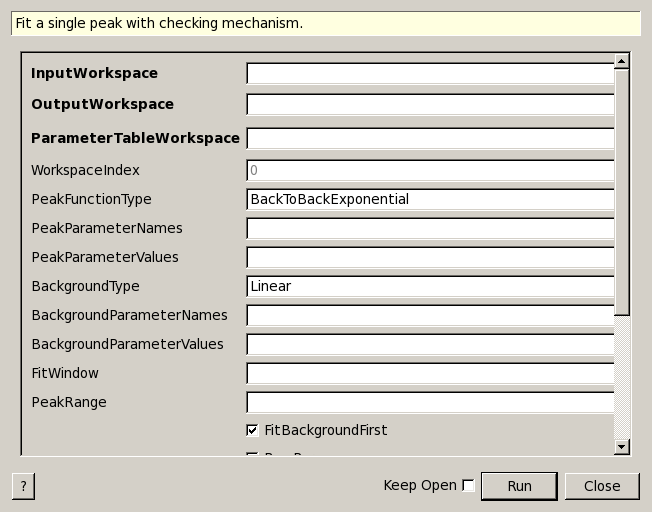 Fit a single peak with checking mechanism.
InputWorkspace
OutputWorkspace
ParameterTableWorkspace
WorkspaceIndex 0
PeakFunctionType BackToBackExponential
PeakParameterNames
PeakParameterValues
BackgroundType Linear
BackgroundParameterNames
BackgroundParameterValues
FitWindow
PeakRange
FitBackgroundFirst
? Keep Open Run Close